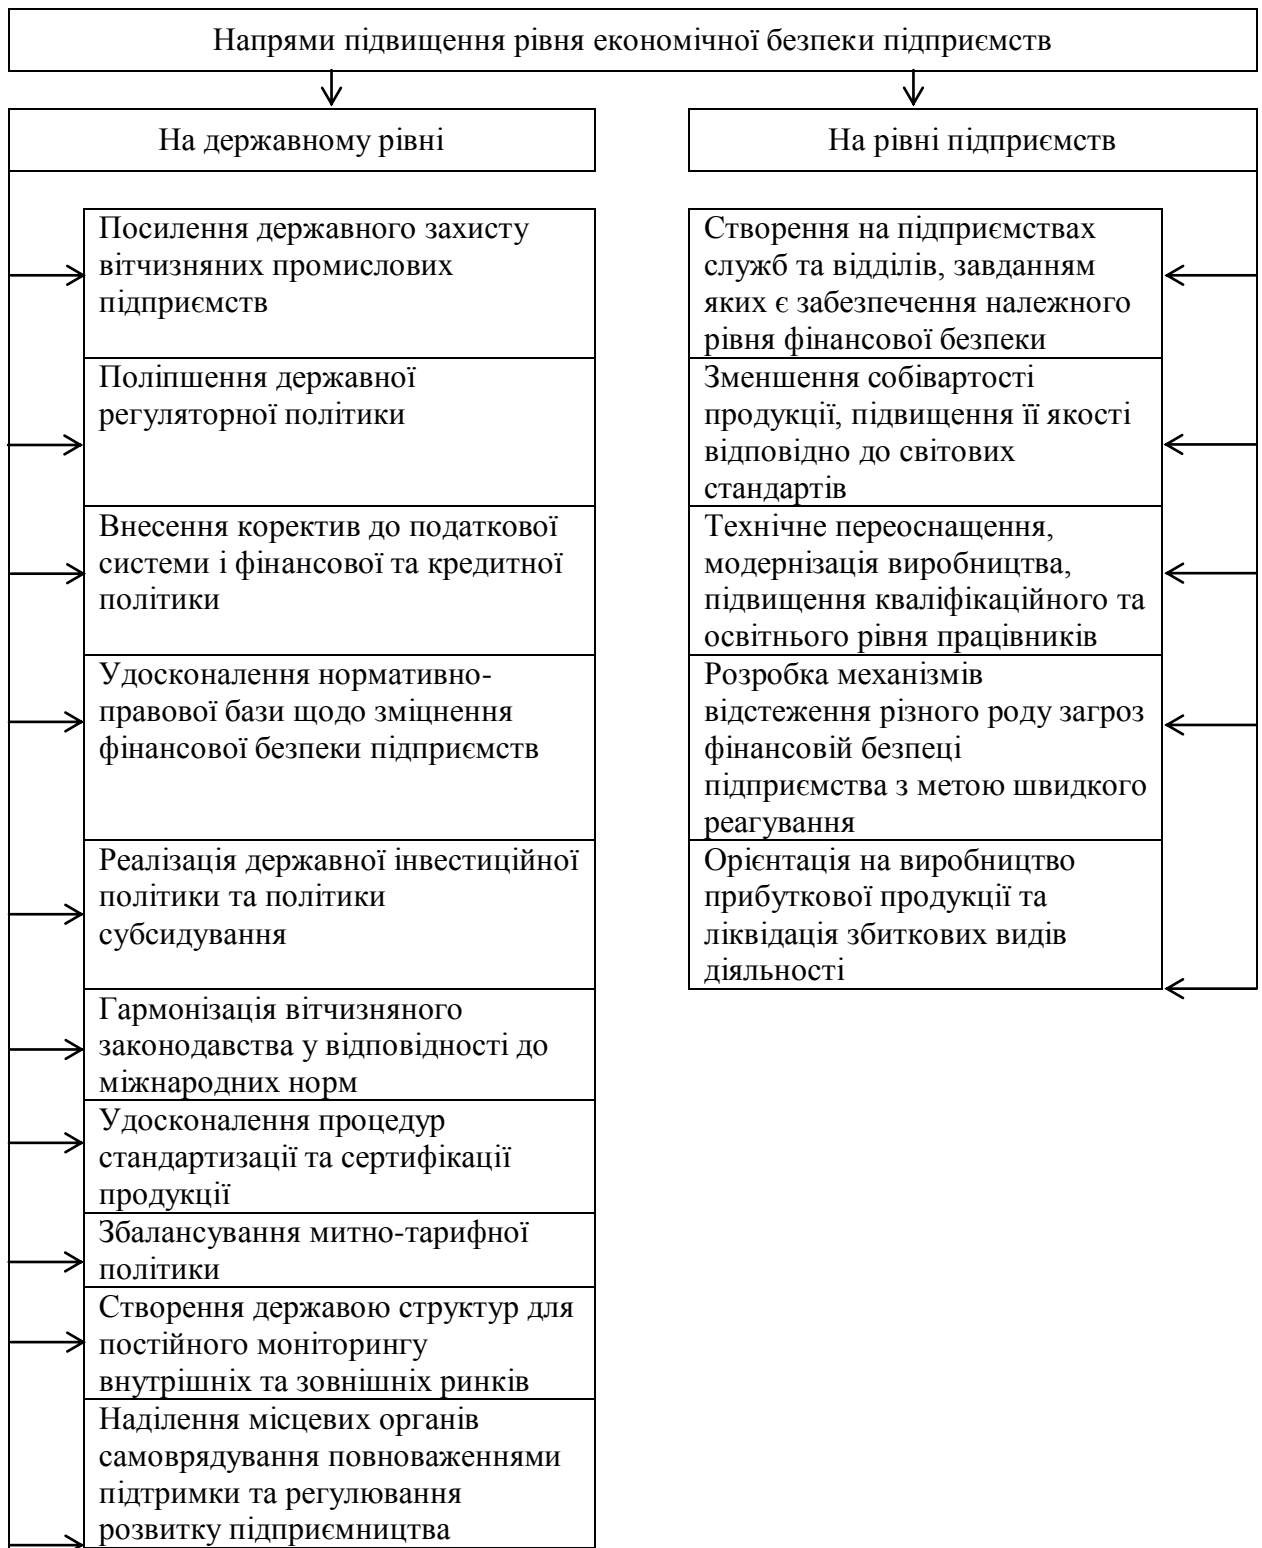 Напрями підвищення рівня економічної безпеки підприємств
На державному рівні
Посилення державного захисту
вітчизняних промислових
підприємств
Поліпшення державної
регуляторної політики
Внесення коректив до податкової
системи і фінансової та кредитної
політики
Удосконалення нормативно-
правової бази щодо зміцнення
фінансової безпеки підприємств
Реалізація державної інвестиційної
політики та політики
субсидування
Гармонізація вітчизняного
законодавства у відповідності до
міжнародних норм
Удосконалення процедур
стандартизації та сертифікації
продукції
Збалансування митно-тарифної
політики
Створення державою структур для
постійного моніторингу
внутрішніх та зовнішніх ринків
Наділення місцевих органів
самоврядування повноваженнями
підтримки та регулювання
розвитку підприємництва
На рівні підприємств
Створення на підприємствах
служб та відділів, завданням
яких є забезпечення належного
рівня фінансової безпеки
Зменшення собівартості
продукції, підвищення її якості
відповідно до світових
стандартів
Технічне переоснащення,
модернізація виробництва,
підвищення кваліфікаційного та
освітнього рівня працівників
Розробка механізмів
відстеження різного роду загроз
фінансовій безпеці
підприємства з метою швидкого
реагування
Орієнтація на виробництво
прибуткової продукції та
ліквідація збиткових видів
діяльності